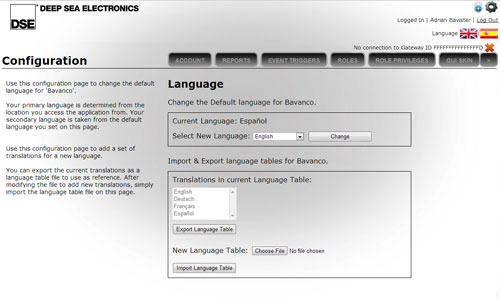 DSE
DEEP SEA ELECTRONICS
Logged In | Adrian Bavister | Log Out
Language
No connection to Gateway ID FFFFFFFFFFFFFD
Configuration
ACCOUNT
REPORTS
EVENT TRIGGERS
ROLES
ROLE PRIVILEGES
GUI SKIN
>
Use this configuration page to change the default
language for 'Bavanco'.
Your primary language is determined from the
location you access the application from. Your
secondary language is taken from the default
language you set on this page.
Use this configuration page to add a set of
translations for a new language.
You can export the current translations as a
language table file to use as reference. After
modifying the file to add new translations, simply
import the language table file on this page.
Language
Change the Default language for Bavanco.
Current Language: Español
Select New Language: English Change
Import & Export language tables for Bavanco.
Translations in current Language Table:
English
Deutsch
Français
Español
Export Language Table
New Language Table: Choose File No file chosen
Import Language Table